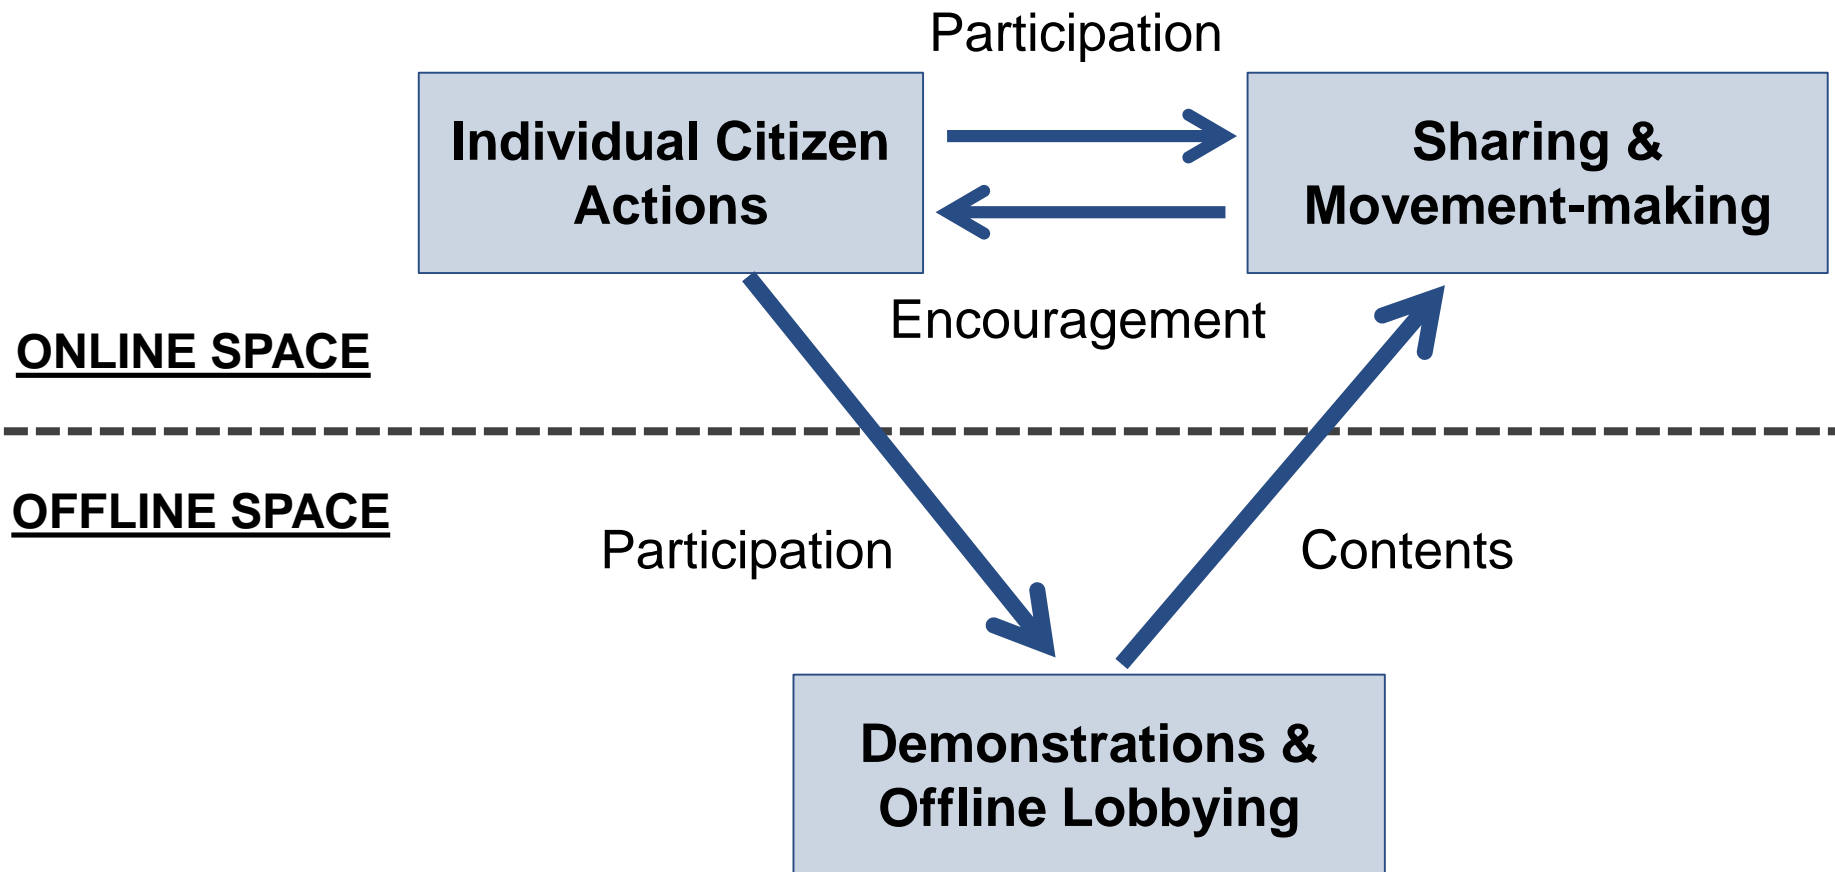 Participation
Individual Citizen
Actions
Sharing &
Movement-making
Encouragement
ONLINE SPACE
OFFLINE SPACE
Participation
Contents
Demonstrations &
Offline Lobbying